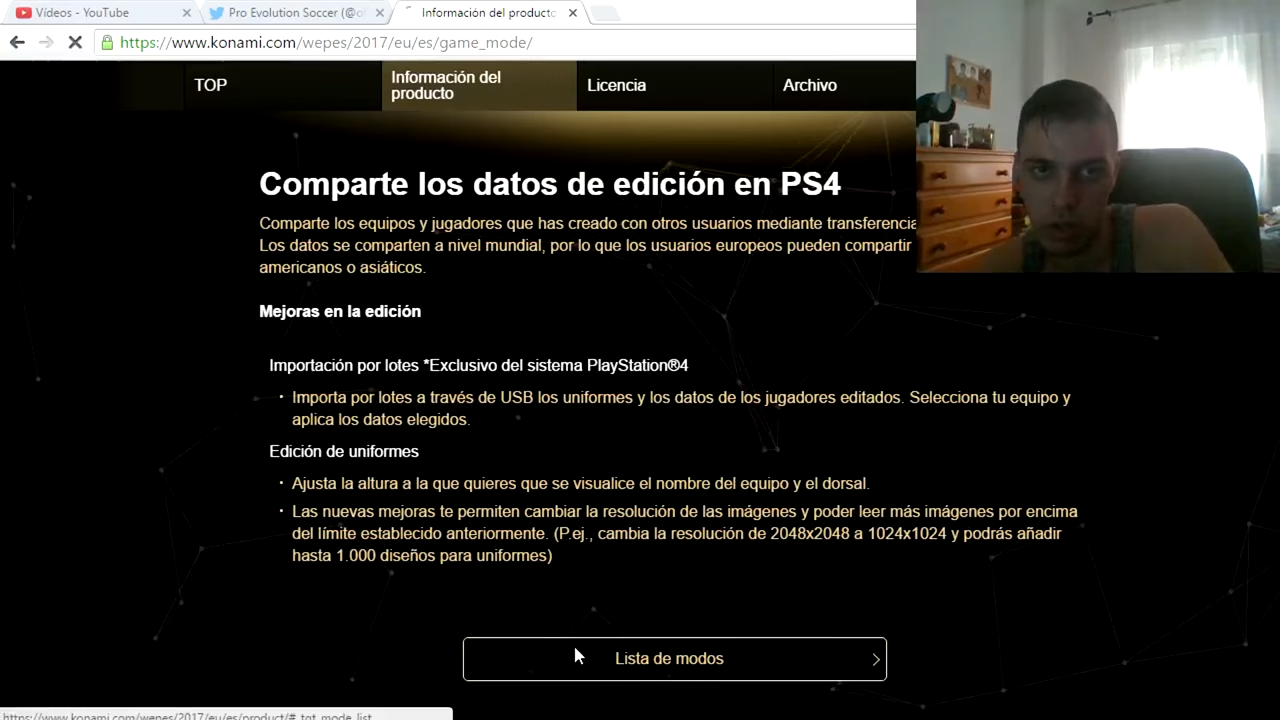 Vídeos - YouTube
Pro Evolution Soccer (@o
Información del producto
https://www.konami.com/wepes/2017/eu/es/game_mode/
TOP
Información del
producto
Licencia
Archivo
Comparte los datos de edición en PS4
Comparte los equipos y jugadores que has creado con otros usuarios mediante transferencia
Los datos se comparten a nivel mundial, por lo que los usuarios europeos pueden compartir
americanos o asiáticos.
Mejoras en la edición
Importación por lotes *Exclusivo del sistema PlayStation®4
· Importa por lotes a través de USB los uniformes y los datos de los jugadores editados. Selecciona tu equipo y
aplica los datos elegidos.
Edición de uniformes
· Ajusta la altura a la que quieres que se visualice el nombre del equipo y el dorsal.
· Las nuevas mejoras te permiten cambiar la resolución de las imágenes y poder leer más imágenes por encima
del límite establecido anteriormente. (P.ej., cambia la resolución de 2048x2048 a 1024x1024 y podrás añadir
hasta 1.000 diseños para uniformes)
Lista de modos
https://www.konami.com/wepes/2017/eu/es/product/#_tgt_mode_list